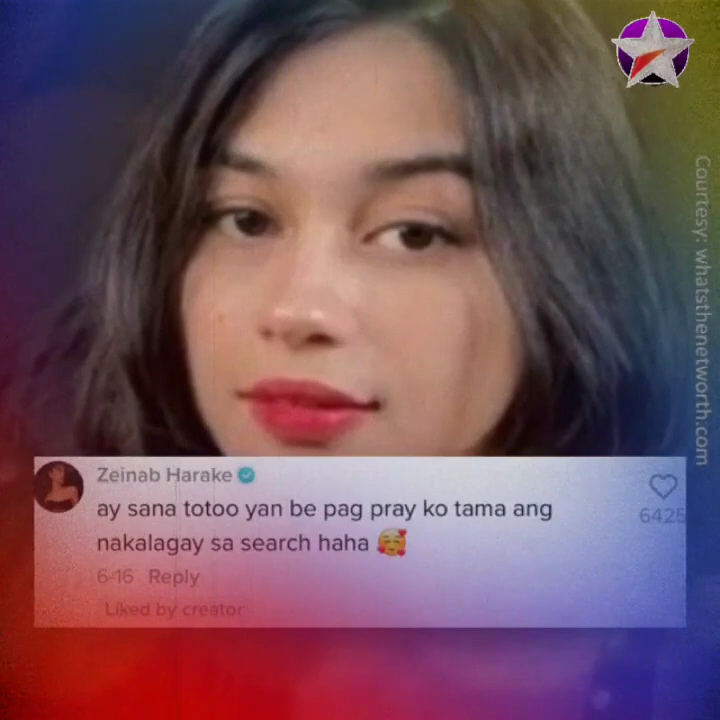 Courtesy: whatsthenetworth.com
Zeinab Harake
ay sana totoo yan be pag pray ko tama ang
nakalagay sa search haha 🥰
6425
6-16 Reply
Liked by creator